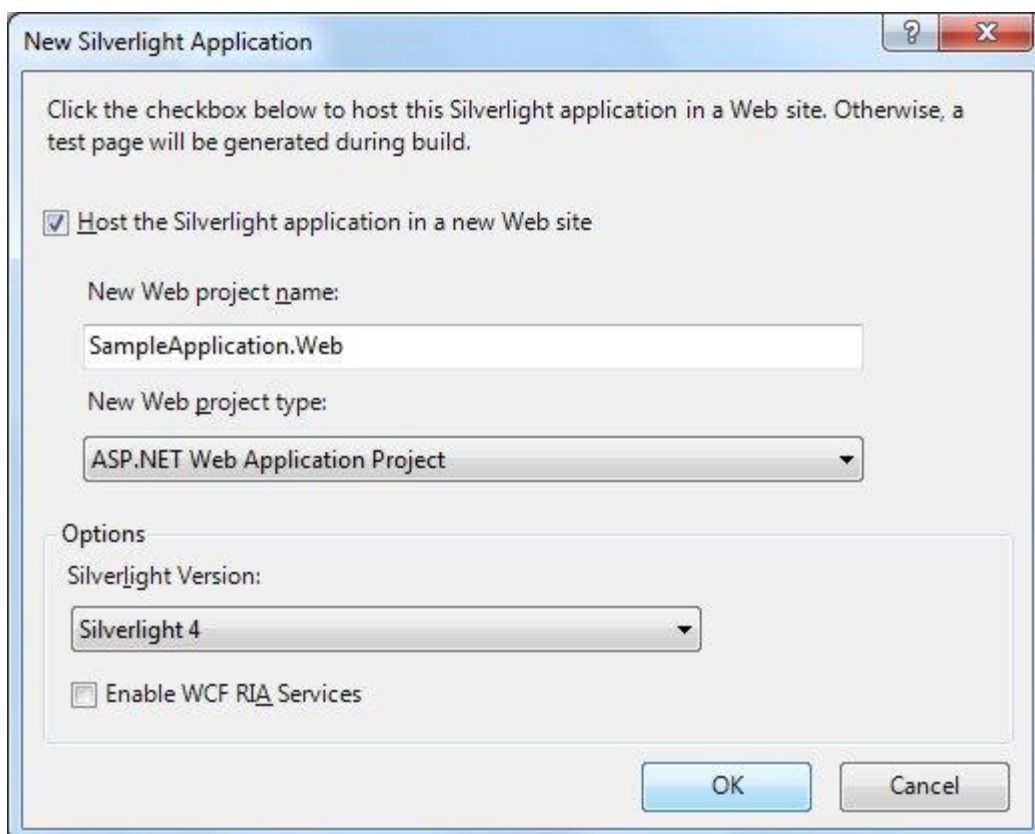 New Silverlight Application
?
Click the checkbox below to host this Silverlight application in a Web site. Otherwise, a
test page will be generated during build.
Host the Silverlight application in a new Web site
New Web project name:
SampleApplication.Web
New Web project type:
ASP.NET Web Application Project
Options
Silverlight Version:
Silverlight 4
Enable WCF RIA Services
OK Cancel